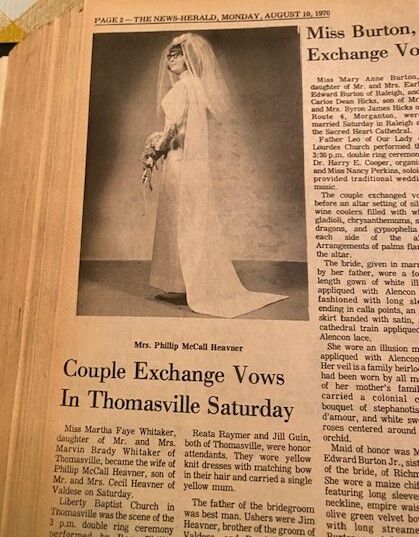 PAGE 2 — THE NEWS-HERALD, MONDAY, AUGUST 10, 1970
Mrs. Phillip McCall Heavner
Couple Exchange Vows
In Thomasville Saturday
Miss Martha Faye Whitaker,
daughter of Mr. and Mrs.
Marvin Brady Whitaker of
Thomasville, became the wife of
Phillip McCall Heavner, son of
Mr. and Mrs. Cecil Heavner of
Valdese on Saturday.
Liberty Baptist Church in
Thomasville was the scene of the
3 p.m. double ring ceremony
performed by
Reata Raymer and Jill Guin,
both of Thomasville, were honor
attendants. They wore yellow
knit dresses with matching bow
in their hair and carried a single
yellow mum.
The father of the bridegroom
was best man. Ushers were Jim
Heavner, brother of the groom of
Valdese
Miss Burton,
Exchange Vo
Miss Mary Anne Burton,
daughter of Mr. and Mrs. Earl
Edward Burton of Raleigh, and
Carlos Dean Hicks, son of M
and Mrs. Byron James Hicks o
Route 4, Morganton, wer
married Saturday in Raleigh a
the Sacred Heart Cathedral.
Father Leo of Our Lady
Lourdes Church performed th
3:30 p.m. double ring ceremony
Dr. Harry E. Cooper, organi
and Miss Nancy Perkins, soloi
provided traditional weddi
music.
The couple exchanged vo
before an altar setting of sil
wine coolers filled with w
gladioli, chrysanthemums, s
dragons, and gypsophelia
each side of the al
Arrangements of palms flan
the altar.
The bride, given in marr
by her father, wore a fo
length gown of white ill
appliqued with Alencon
fashioned with long sle
ending in calla points, an
skirt banded with satin,
cathedral train appliqued
Alencon lace.
She wore an illusion m
appliqued with Alencon
Her veil is a family heirloo
had been worn by all m
of her mother's famil
carried a colonial c
bouquet of stephanotis
d'amour, and white sw
roses centered around
orchid.
Maid of honor was M
Edward Burton Jr., sist
of the bride, of Richm
She wore a maize chif
featuring long sleeve
neckline, empire wais
olive green velvet bo
with long streame